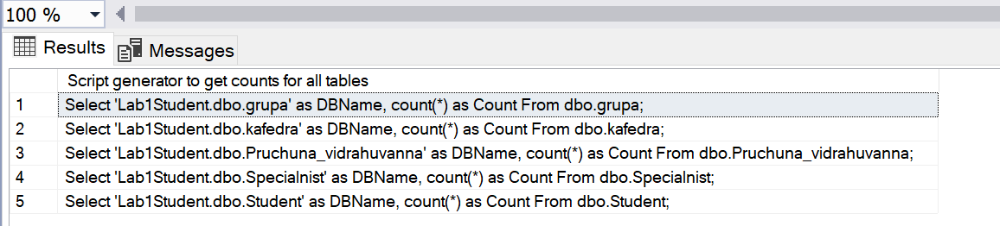 100 %
Results
Messages
Script generator to get counts for all tables
1 Select 'Lab1Student.dbo.grupa' as DBName, count(*) as Count From dbo.grupa;
2 Select 'Lab1Student.dbo.kafedra' as DBName, count(*) as Count From dbo.kafedra;
3 Select 'Lab1Student.dbo.Pruchuna_vidrahuvanna' as DBName, count(*) as Count From dbo.Pruchuna_vidrahuvanna;
4 Select 'Lab1Student.dbo.Specialnist' as DBName, count(*) as Count From dbo.Specialnist;
5 Select 'Lab1Student.dbo.Student' as DBName, count(*) as Count From dbo.Student;